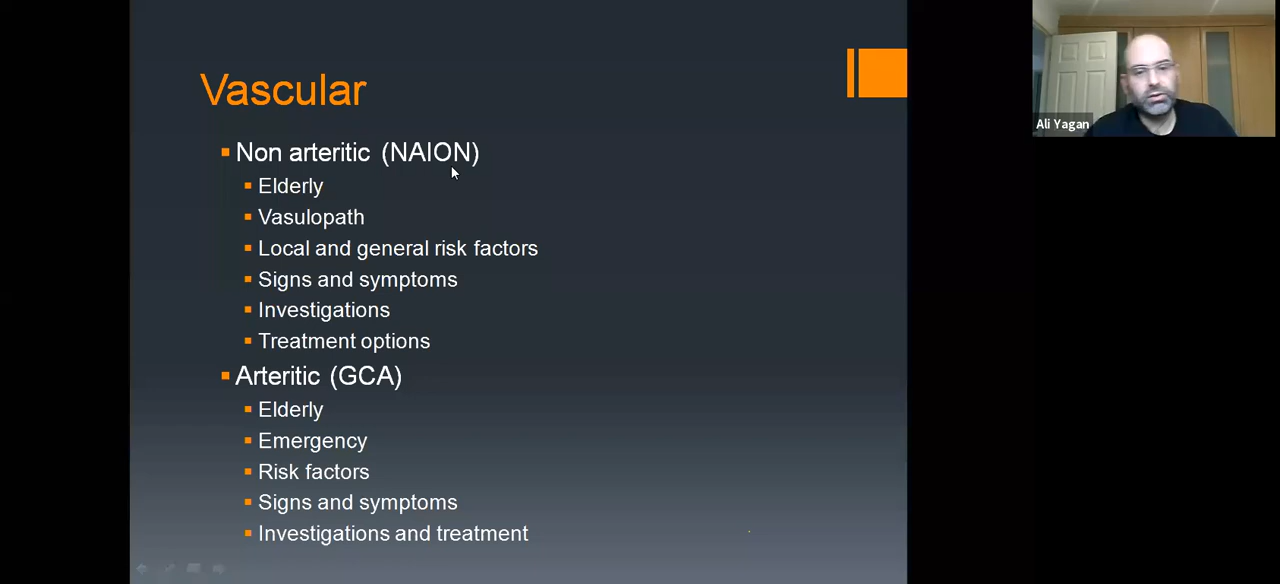 Vascular
Non arteritic (NAION)
Elderly
Vasulopath
Local and general risk factors
Signs and symptoms
Investigations
Treatment options
Arteritic (GCA)
Elderly
Emergency
Risk factors
Signs and symptoms
Investigations and treatment
Ali Yagan